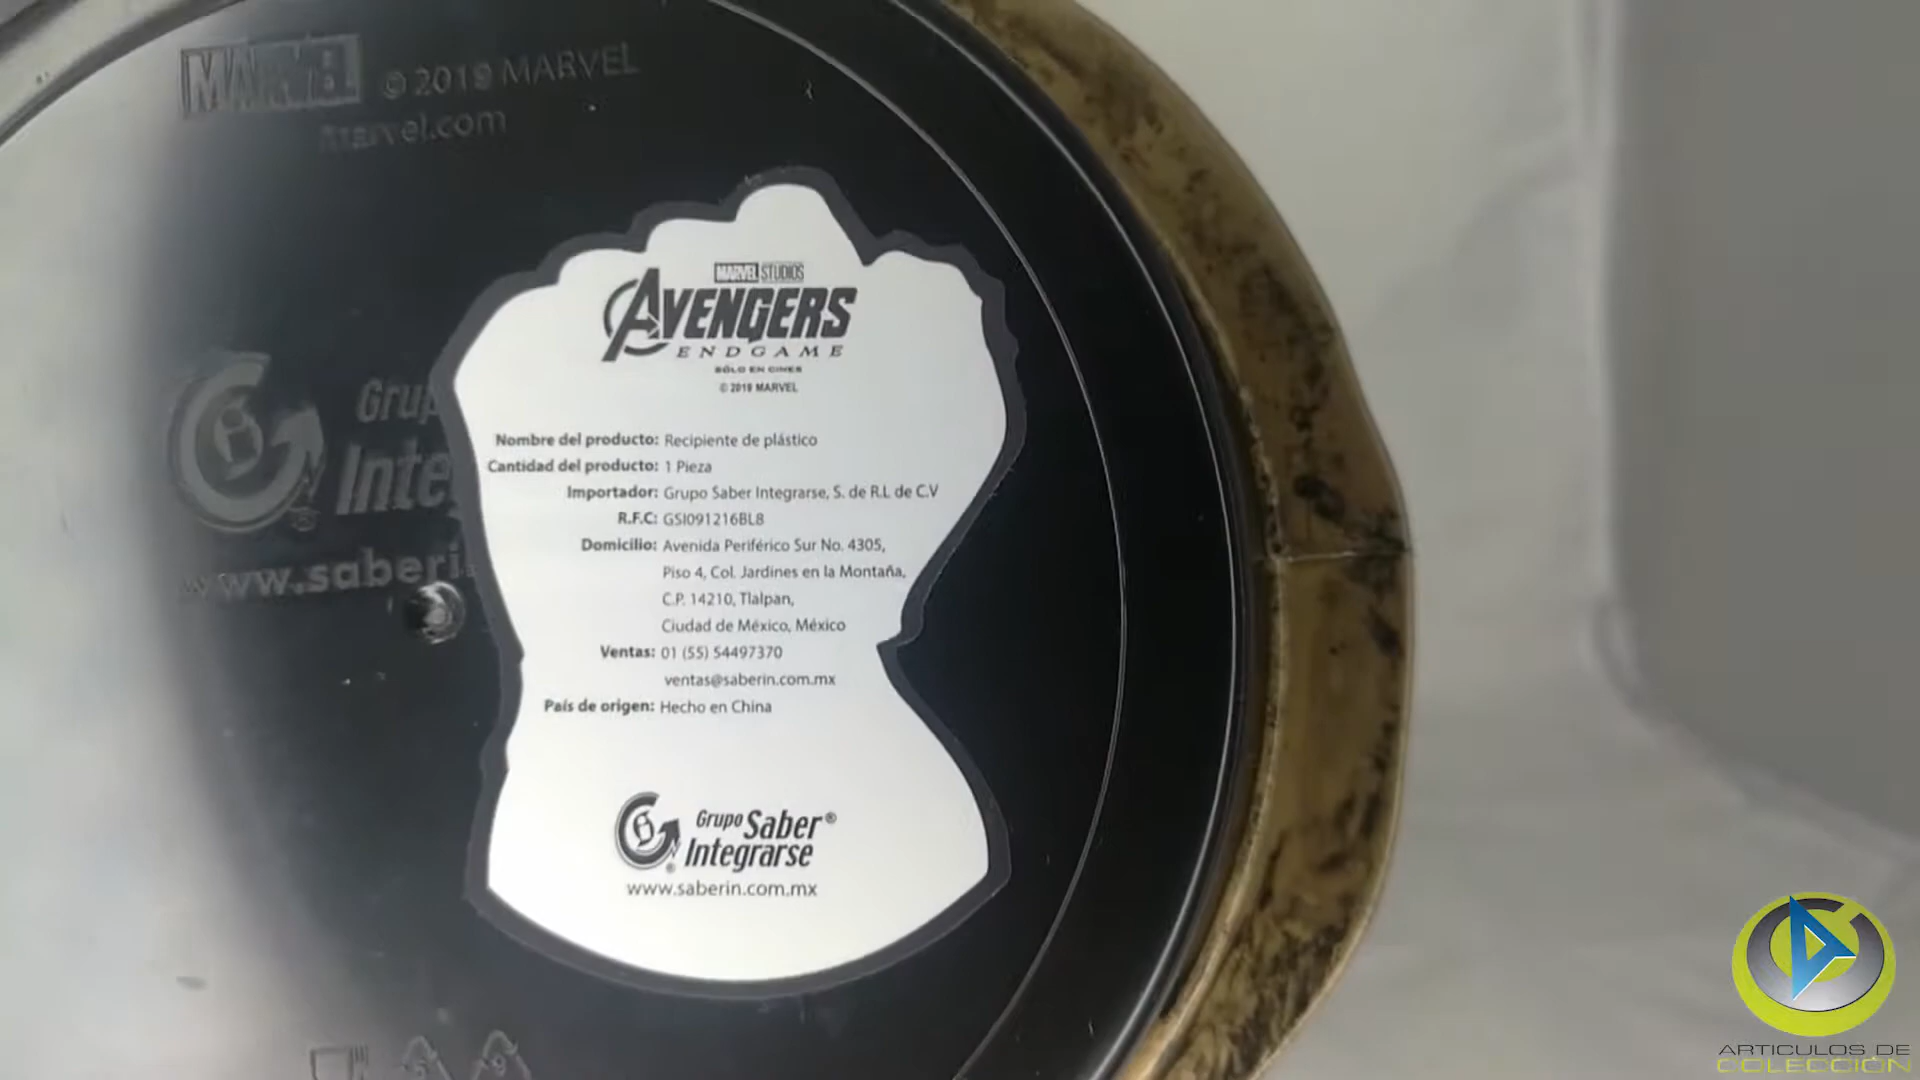 MARVEL © 2019 MARVEL
marvel.com
MARVEL STUDIOS
AVENGERS
ENDGAME
SÓLO EN CINES
© 2019 MARVEL
Nombre del producto: Recipiente de plástico
Cantidad del producto: 1 Pieza
Importador: Grupo Saber Integrarse, S. de R.L de C.V
R.F.C: GSI091216BL8
Domicilio: Avenida Periférico Sur No. 4305,
Piso 4, Col. Jardines en la Montaña,
C.P. 14210, Tlalpan,
Ciudad de México, México
Ventas: 01 (55) 54497370
ventas@saberin.com.mx
País de origen: Hecho en China
Grupo Saber®
Integrarse
www.saberin.com.mx
Grup
Inte
www.saberi
ARTICULOS DE
COLECCIÓN